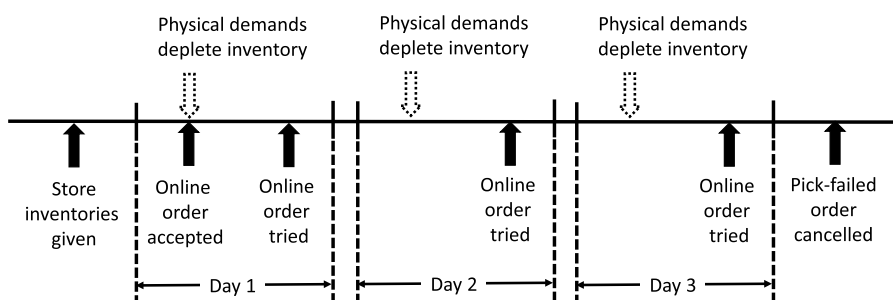 Physical demands
deplete inventory
Physical demands
deplete inventory
Physical demands
deplete inventory
Store
inventories
given
Online
order
accepted
Online
order
tried
Online
order
tried
Online
order
tried
Pick-failed
order
cancelled
Day 1
Day 2
Day 3